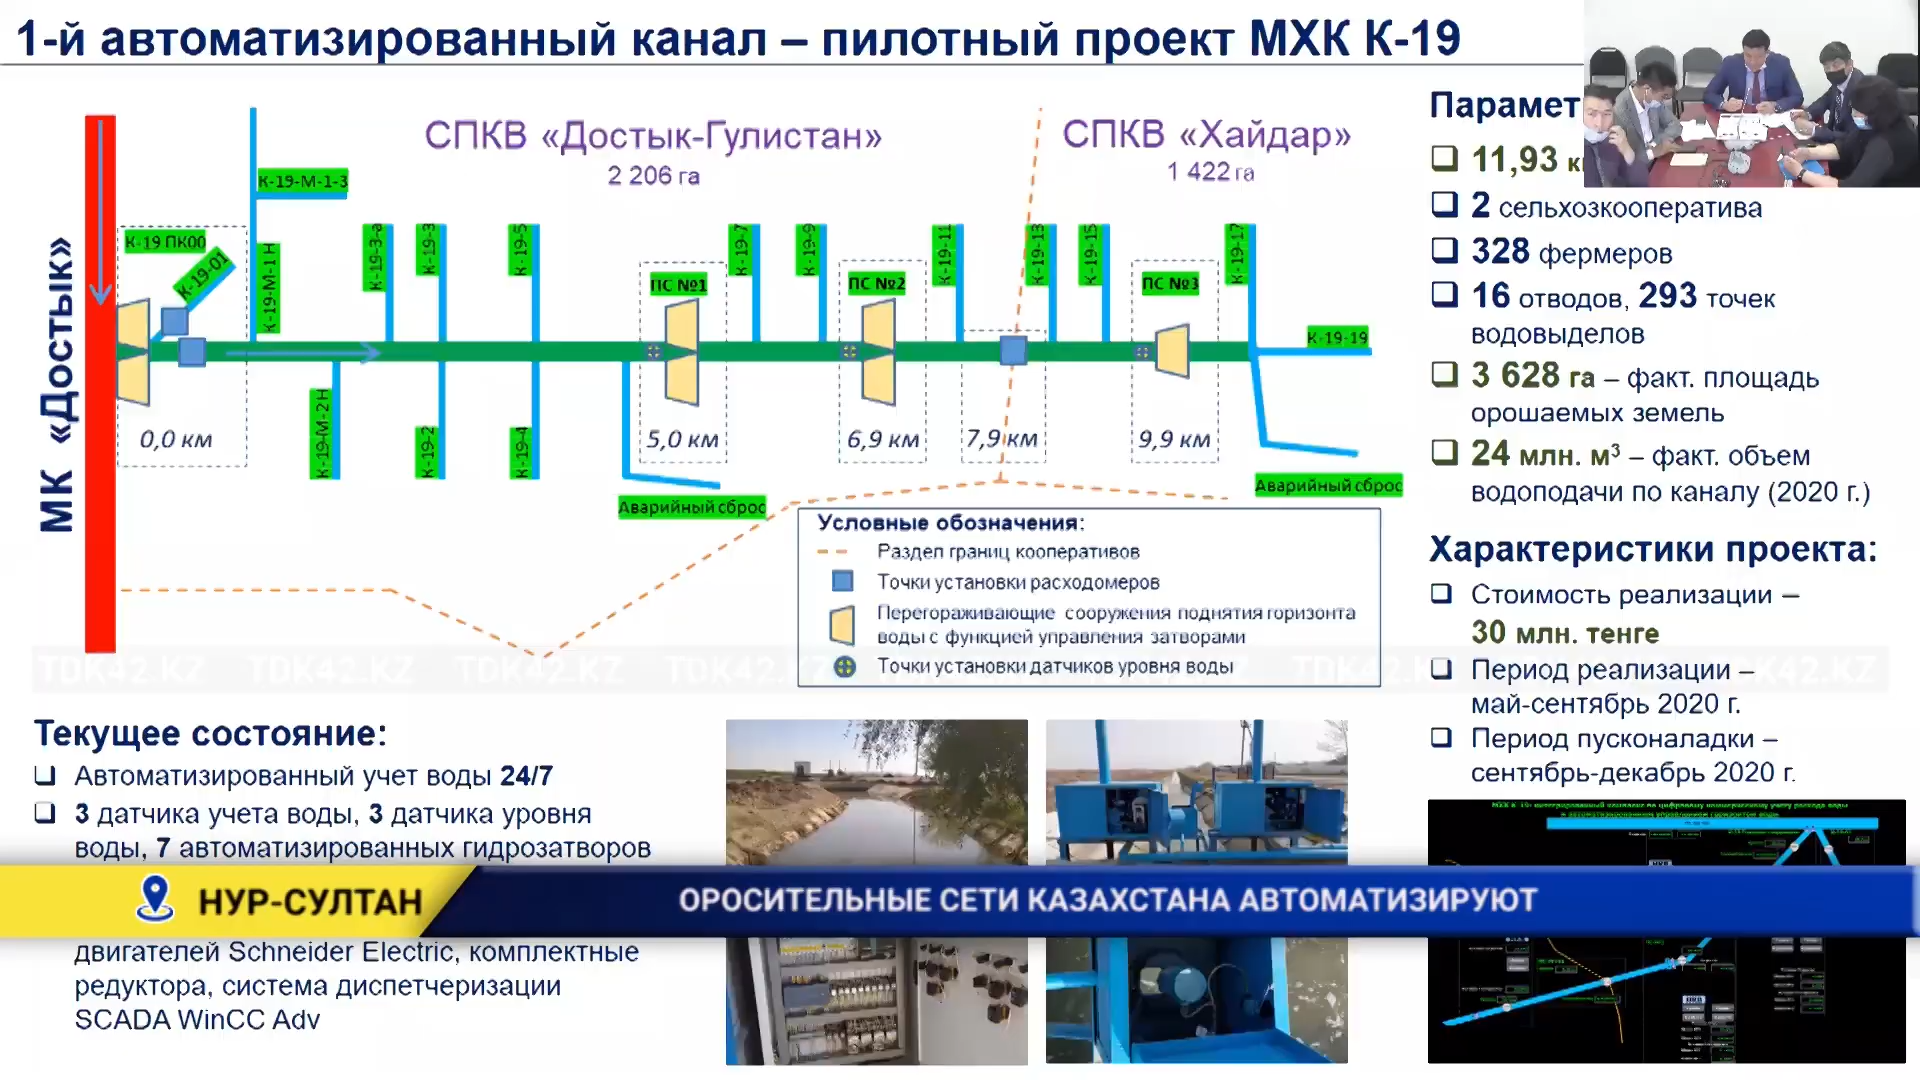 1-й автоматизированный канал – пилотный проект МХК К-19
МК «Достык»
СПКВ «Достык-Гулистан»
2 206 га
СПКВ «Хайдар»
1 422 га
К-19 ПК00
К-19-01
К-19-М-1-3
К-19-М-1 Н
К-19-3-а
К-19-3
К-19-5
К-19-7
К-19-9
К-19-11
К-19-13
К-19-15
К-19-17
К-19-19
К-19-М-2 Н
К-19-2
К-19-4
ПС №1
ПС №2
ПС №3
0,0 км
5,0 км
6,9 км
7,9 км
9,9 км
Аварийный сброс
Аварийный сброс
Условные обозначения:
Раздел границ кооперативов
Точки установки расходомеров
Перегораживающие сооружения поднятия горизонта
воды с функцией управления затворами
Точки установки датчиков уровня воды
Парамет
11,93
2 сельхозкооператива
328 фермеров
16 отводов, 293 точек
водовыделов
3 628 га – факт. площадь
орошаемых земель
24 млн. м³ – факт. объем
водоподачи по каналу (2020 г.)
Характеристики проекта:
Стоимость реализации –
30 млн. тенге
Период реализации –
май-сентябрь 2020 г.
Период пусконаладки –
сентябрь-декабрь 2020 г.
TDK42.KZ TDK42.KZ TDK42.KZ TDK42.KZ
Текущее состояние:
Автоматизированный учет воды 24/7
3 датчика учета воды, 3 датчика уровня
воды, 7 автоматизированных гидрозатворов
НУР-СУЛТАН
ОРОСИТЕЛЬНЫЕ СЕТИ КАЗАХСТАНА АВТОМАТИЗИРУЮТ
двигателей Schneider Electric, комплектные
редуктора, система диспетчеризации
SCADA WinCC Adv